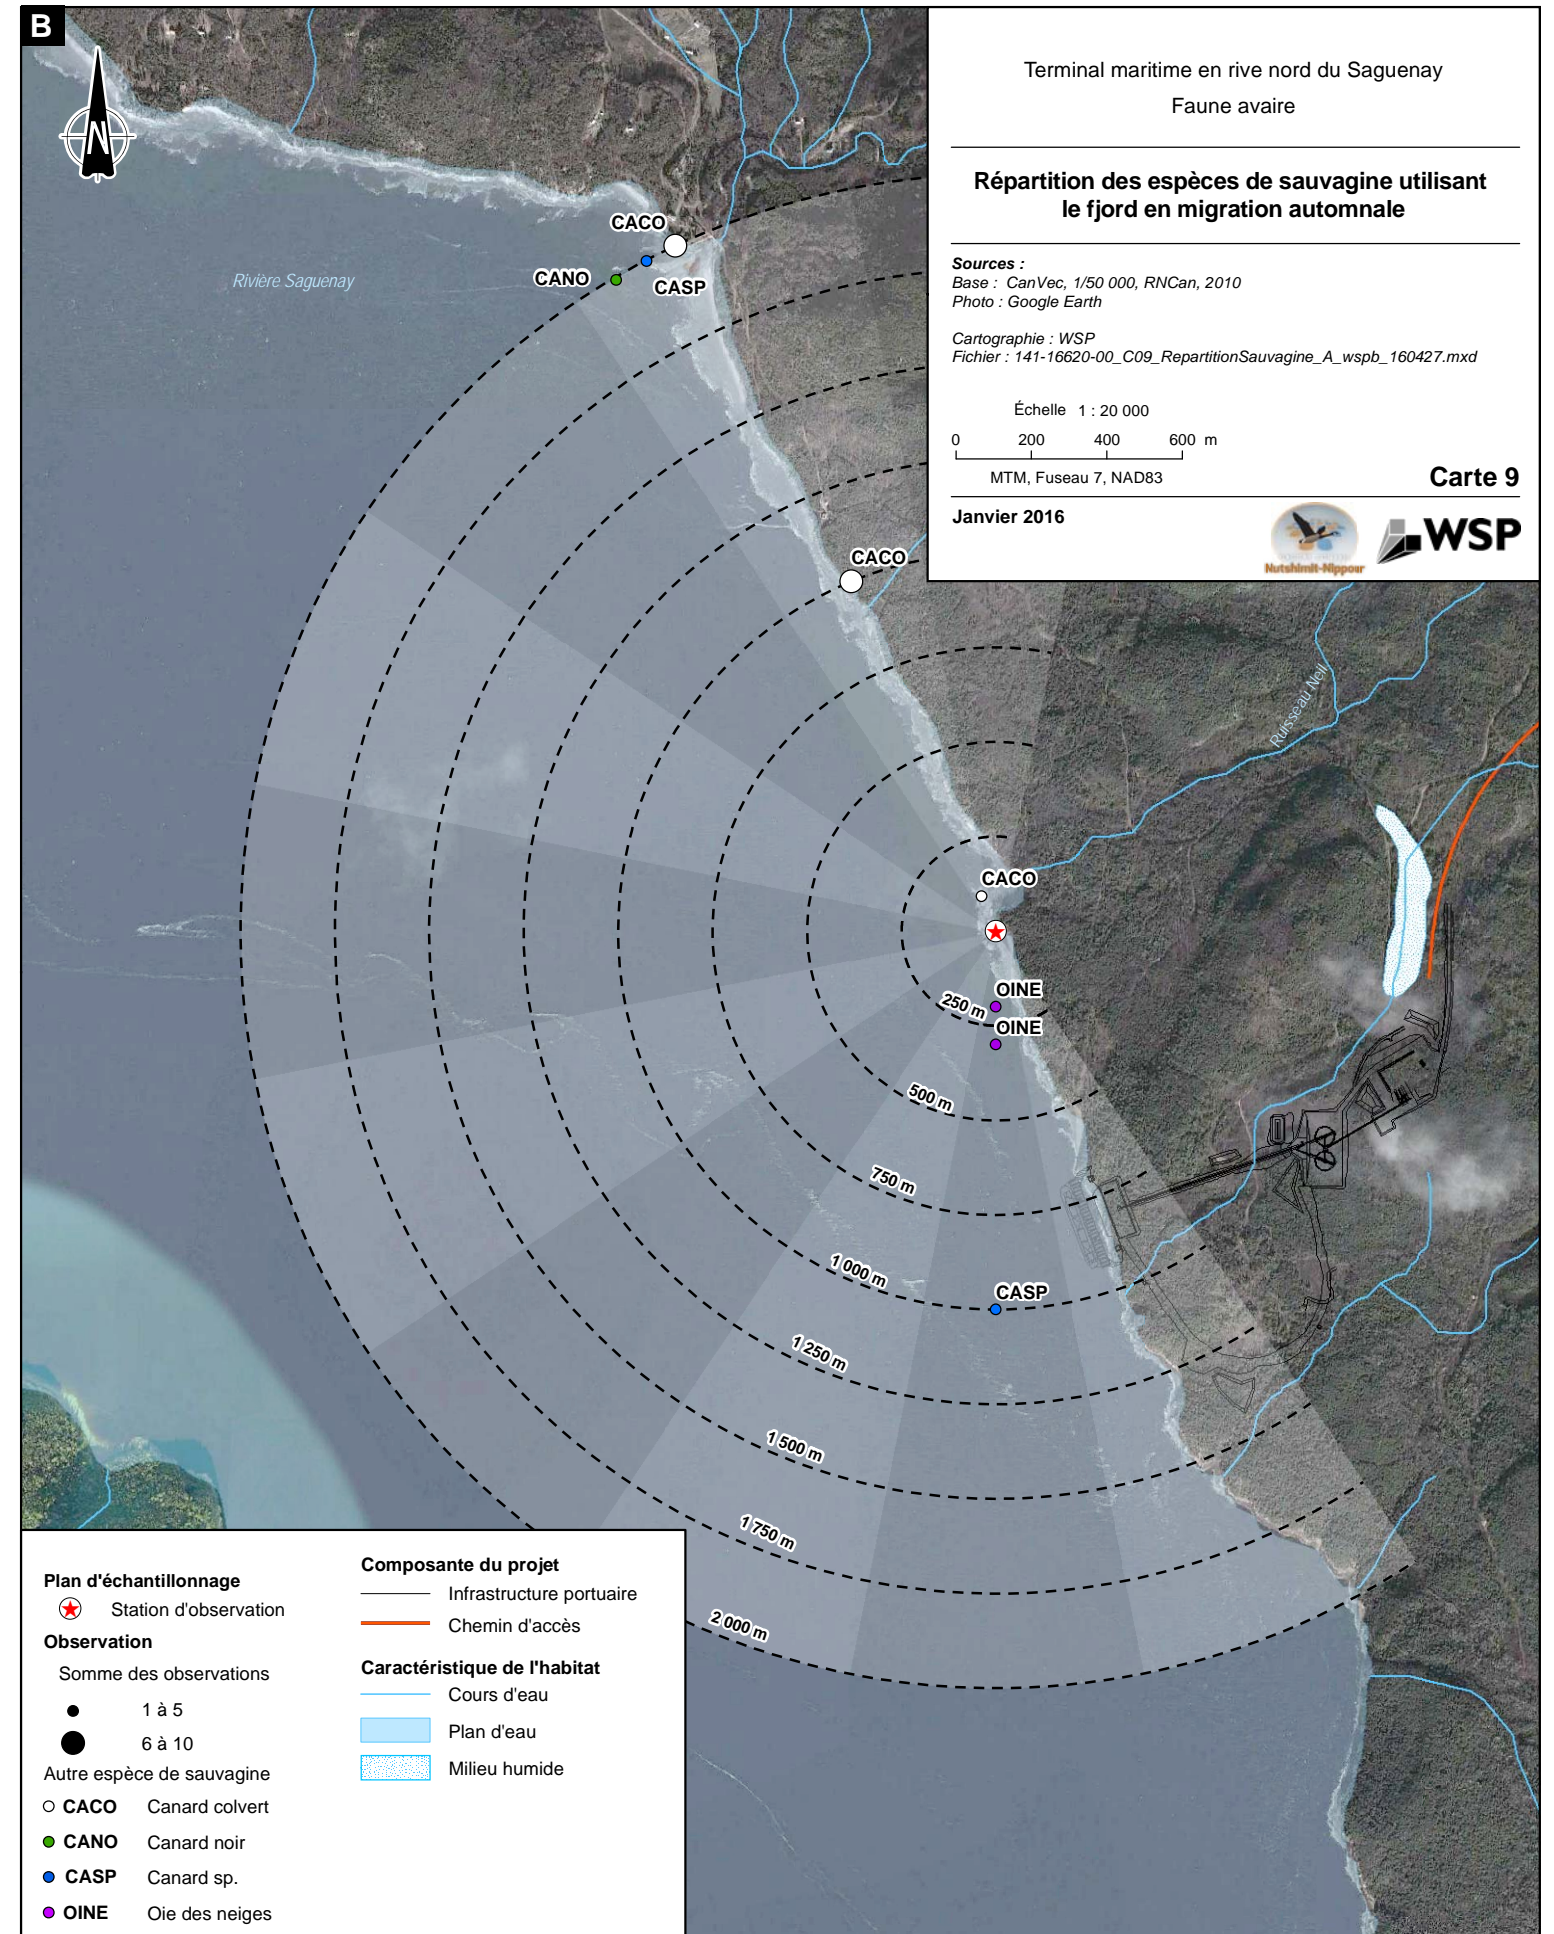 B
N
Terminal maritime en rive nord du Saguenay
Faune avaire
Répartition des espèces de sauvagine utilisant
le fjord en migration automnale
Sources :
Base : CanVec, 1/50 000, RNCan, 2010
Photo : Google Earth
Cartographie : WSP
Fichier : 141-16620-00_C09_RepartitionSauvagine_A_wspb_160427.mxd
Échelle 1 : 20 000
0 200 400 600 m
MTM, Fuseau 7, NAD83
Carte 9
Janvier 2016
Nutshimit-Nippour
WSP
CACO
CANO
CASP
Rivière Saguenay
CACO
Ruisseau Neil
CACO
OINE
250 m
OINE
500 m
750 m
1 000 m
CASP
1 250 m
1 500 m
1 750 m
2 000 m
Plan d'échantillonnage
Station d'observation
Observation
Somme des observations
1 à 5
6 à 10
Autre espèce de sauvagine
CACO Canard colvert
CANO Canard noir
CASP Canard sp.
OINE Oie des neiges
Composante du projet
Infrastructure portuaire
Chemin d'accès
Caractéristique de l'habitat
Cours d'eau
Plan d'eau
Milieu humide